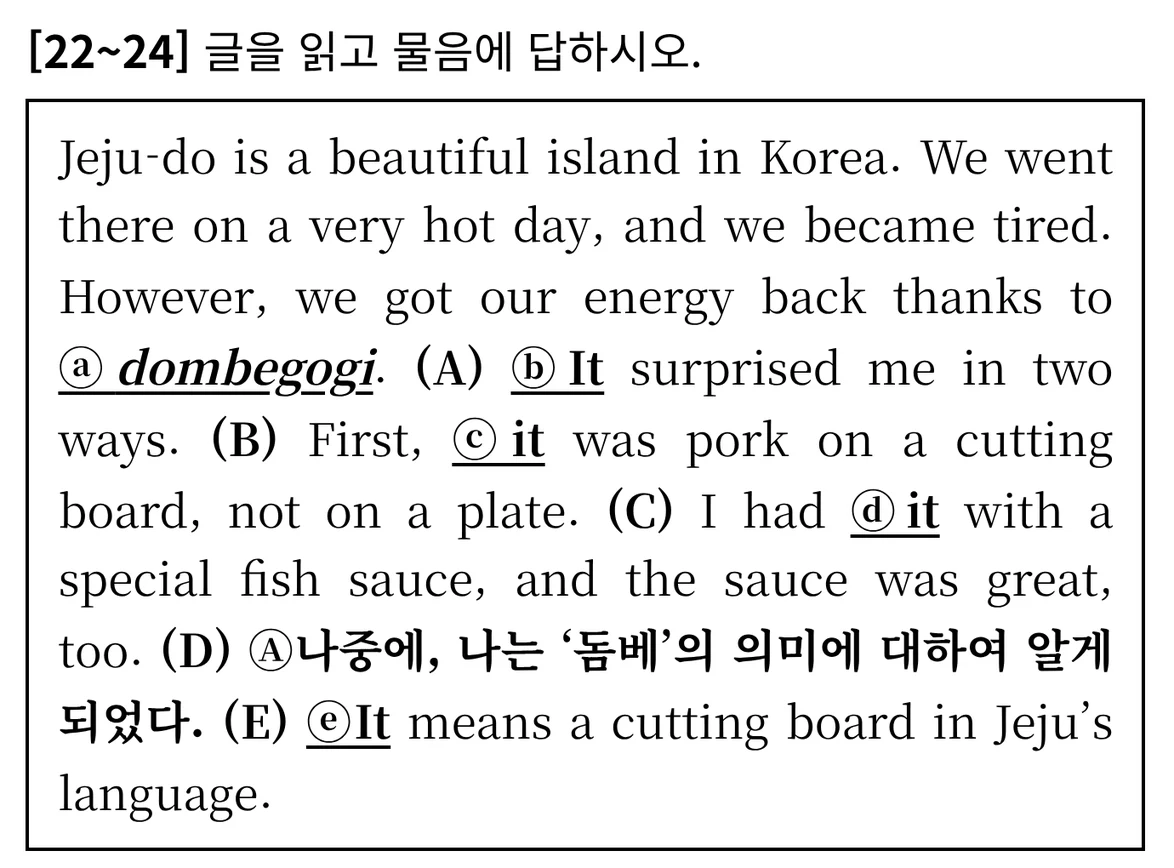 [22~24] 글을 읽고 물음에 답하시오.
Jeju-do is a beautiful island in Korea. We went
there on a very hot day, and we became tired.
However, we got our energy back thanks to
ⓐ dombegogi. (A) ⓑ It surprised me in two
ways. (B) First, ⓒ it was pork on a cutting
board, not on a plate. (C) I had ⓓ it with a
special fish sauce, and the sauce was great,
too. (D) Ⓐ나중에, 나는 ‘돔베’의 의미에 대하여 알게
되었다. (E) ⓔIt means a cutting board in Jeju’s
language.